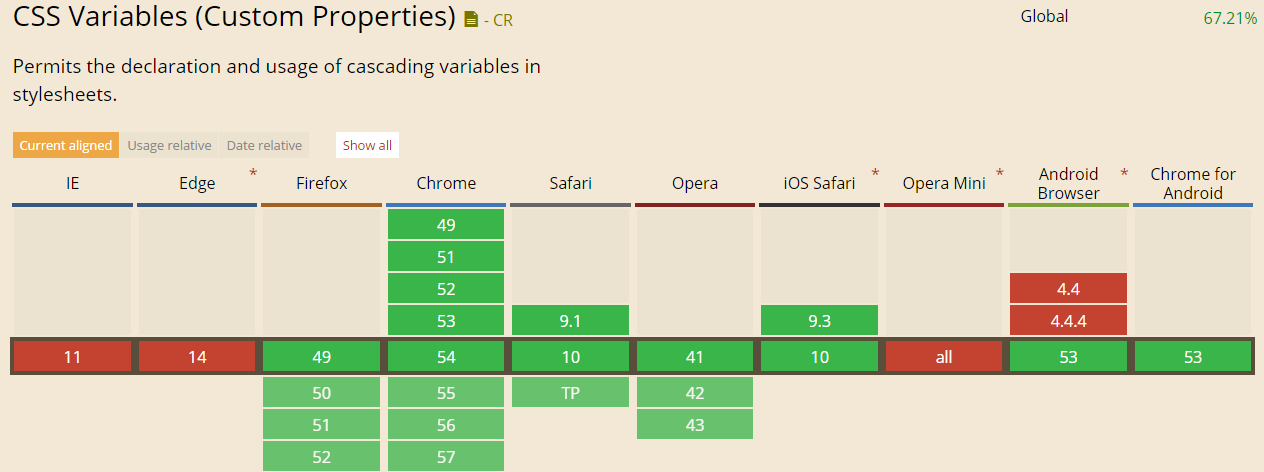 CSS Variables (Custom Properties) - CR Global 67.21%
Permits the declaration and usage of cascading variables in
stylesheets.
Current aligned Usage relative Date relative Show all
IE Edge * Firefox Chrome Safari Opera iOS Safari * Opera Mini * Android Browser * Chrome for Android
49
51
52 4.4
53 9.1 9.3 4.4.4
11 14 49 54 10 41 10 all 53 53
50 55 TP 42
51 56 43
52 57